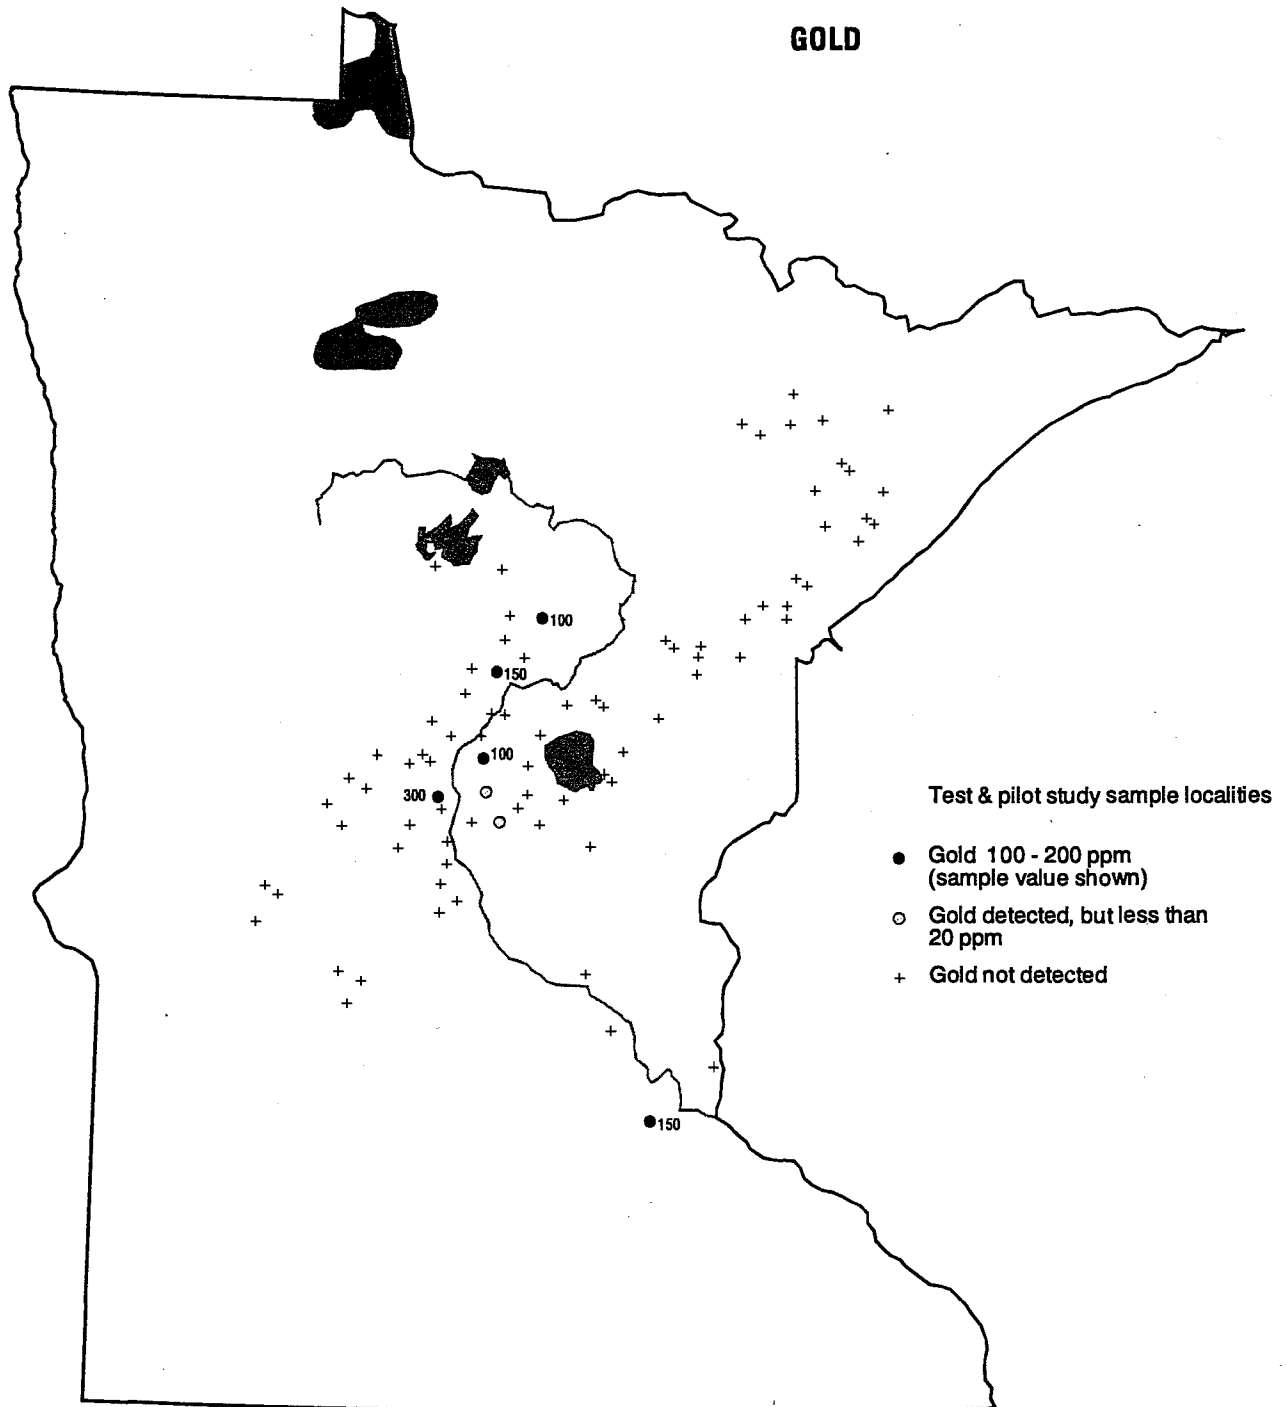 GOLD
100
150
100
300
150
Test & pilot study sample localities
Gold 100 - 200 ppm
(sample value shown)
Gold detected, but less than
20 ppm
Gold not detected